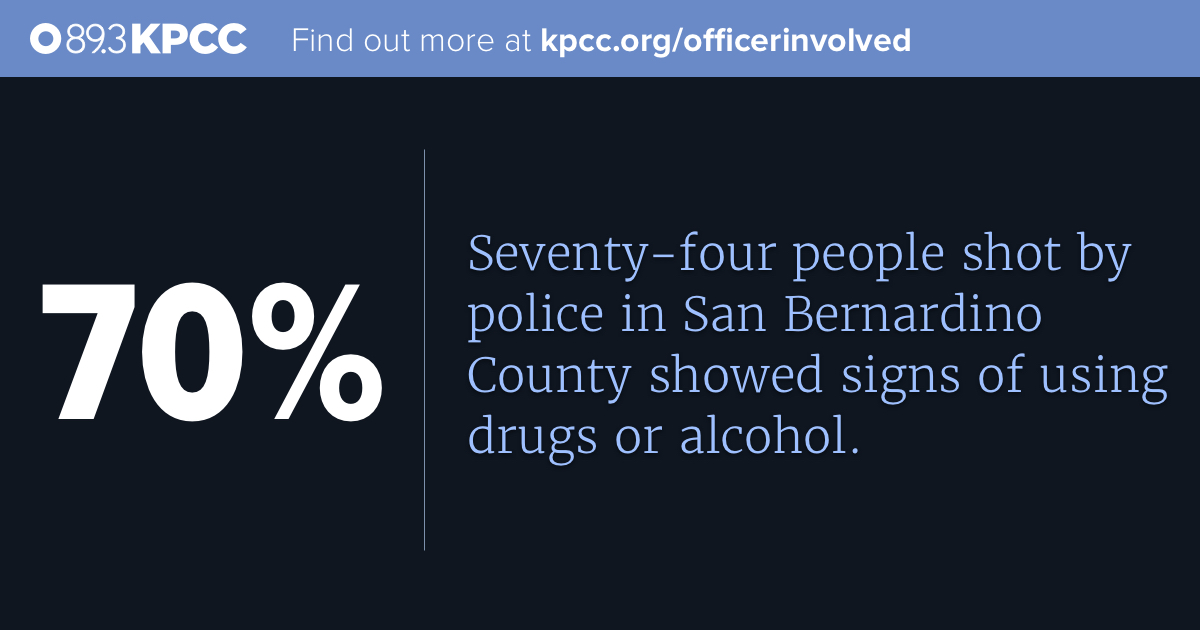 89.3 KPCC Find out more at kpcc.org/officerinvolved
70%
Seventy-four people shot by
police in San Bernardino
County showed signs of using
drugs or alcohol.